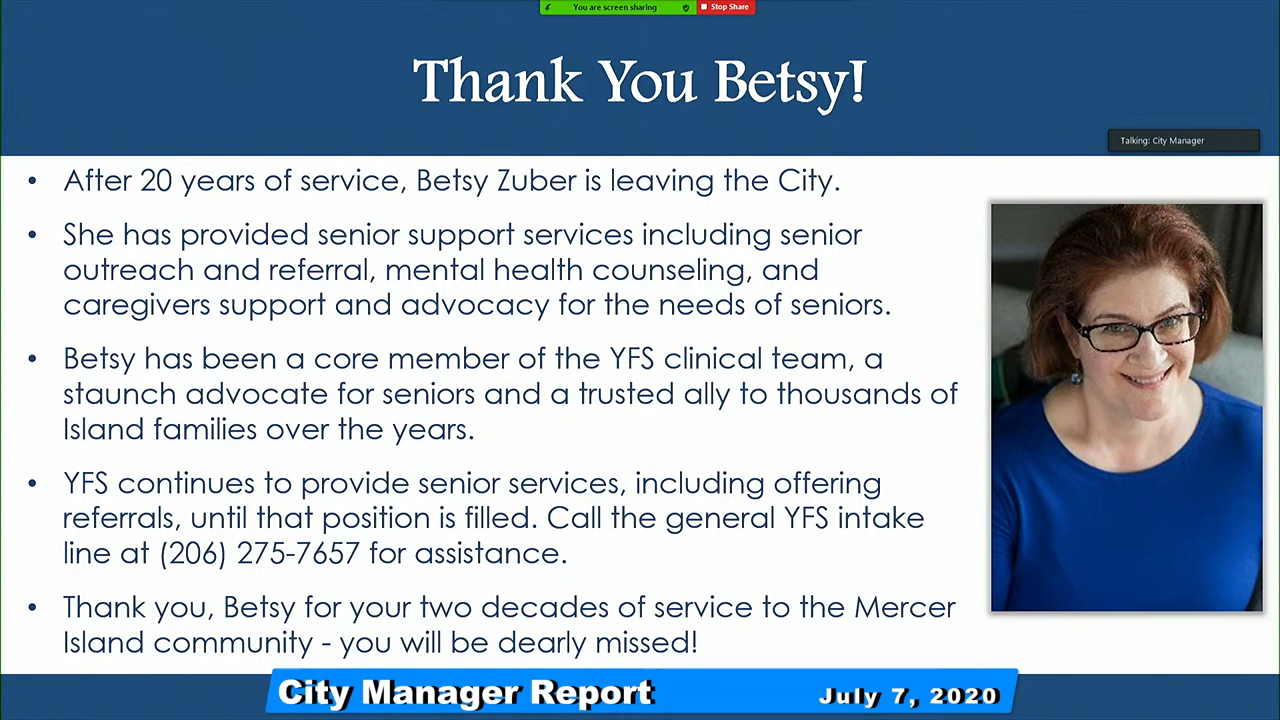 You are screen sharing
Stop Share
Thank You Betsy!
Talking: City Manager
• After 20 years of service, Betsy Zuber is leaving the City.
• She has provided senior support services including senior
outreach and referral, mental health counseling, and
caregivers support and advocacy for the needs of seniors.
• Betsy has been a core member of the YFS clinical team, a
staunch advocate for seniors and a trusted ally to thousands of
Island families over the years.
• YFS continues to provide senior services, including offering
referrals, until that position is filled. Call the general YFS intake
line at (206) 275-7657 for assistance.
• Thank you, Betsy for your two decades of service to the Mercer
Island community - you will be dearly missed!
City Manager Report
July 7, 2020